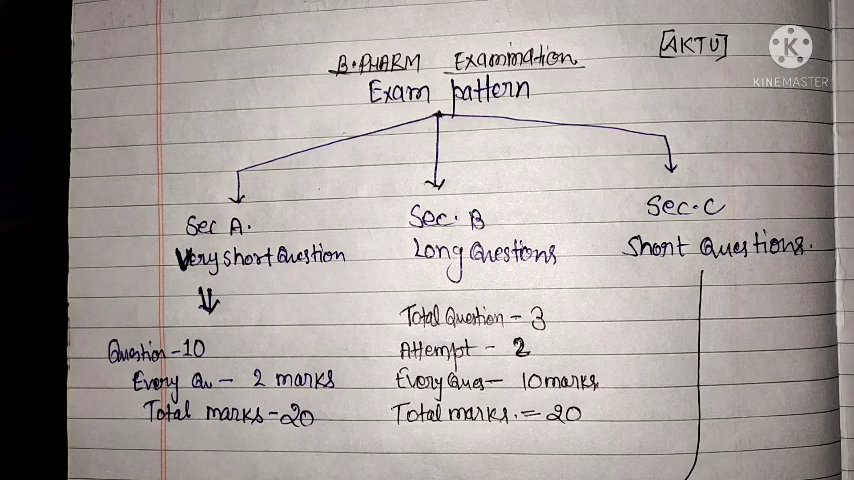 B.PHARM Examination
[AKTU]
K
KINEMASTER
Exam pattern
Sec A.
Very short Question
Question - 10
Every Qu - 2 marks
Total marks - 20
Sec. B
Long Questions
Total Question - 3
Attempt - 2
Every Ques - 10 marks
Total marks. = 20
Sec. C
Short Questions.